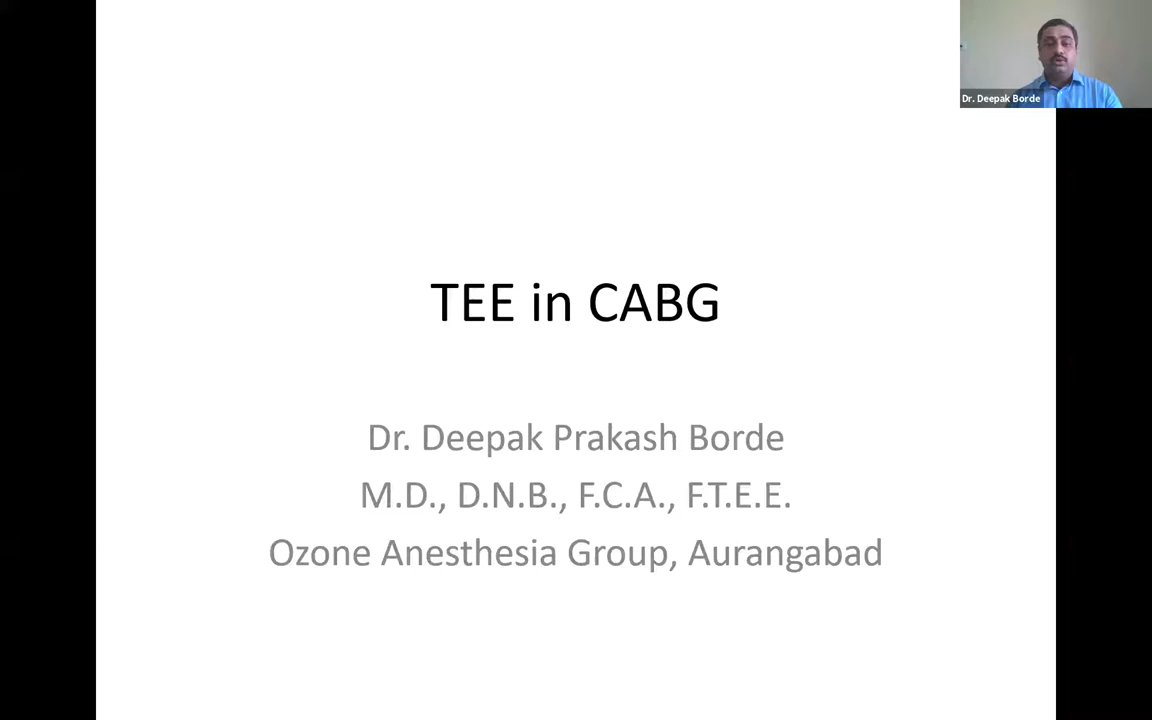 Dr. Deepak Borde
TEE in CABG
Dr. Deepak Prakash Borde
M.D., D.N.B., F.C.A., F.T.E.E.
Ozone Anesthesia Group, Aurangabad